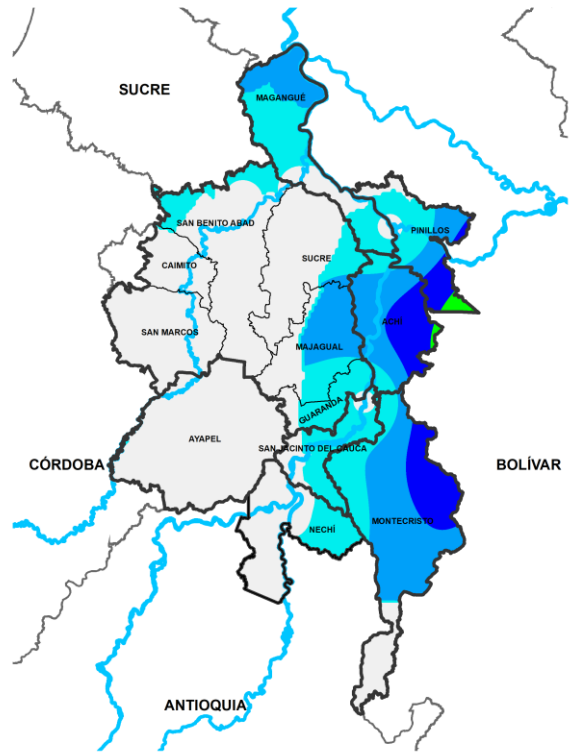 SUCRE
MAGANGUÉ
SAN BENITO ABAD
PINILLOS
SUCRE
CAIMITO
ACHÍ
SAN MARCOS
MAJAGUAL
GUARANDA
AYAPEL
SAN JACINTO DEL CAUCA
CÓRDOBA
BOLÍVAR
MONTECRISTO
NECHÍ
ANTIOQUIA